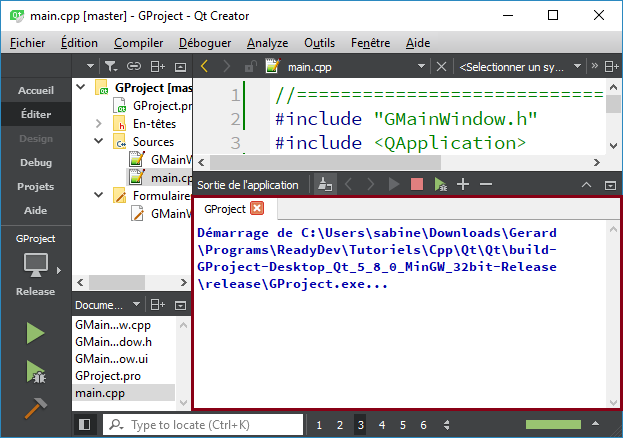 main.cpp [master] - GProject - Qt Creator
Fichier Édition Compiler Déboguer Analyze Outils Fenêtre Aide
main.cpp <Selectionner un sy...
Accueil
Éditer
Design
Debug
Projets
Aide
GProject
Release
GProject [mas
GProject.pr
En-têtes
Sources
GMainW
main.cp
Formulaire
GMainW
1 //==============================
2 #include "GMainWindow.h"
3 #include <QApplication>
Sortie de l'application
GProject
Démarrage de C:\Users\sabine\Downloads\Gerard
\Programs\ReadyDev\Tutoriels\Cpp\Qt\Qt\build-
GProject-Desktop_Qt_5_8_0_MinGW_32bit-Release
\release\GProject.exe...
Docume...
GMain...w.cpp
GMain...dow.h
GMain...ow.ui
GProject.pro
main.cpp
Type to locate (Ctrl+K)
1 2 3 4 5 6